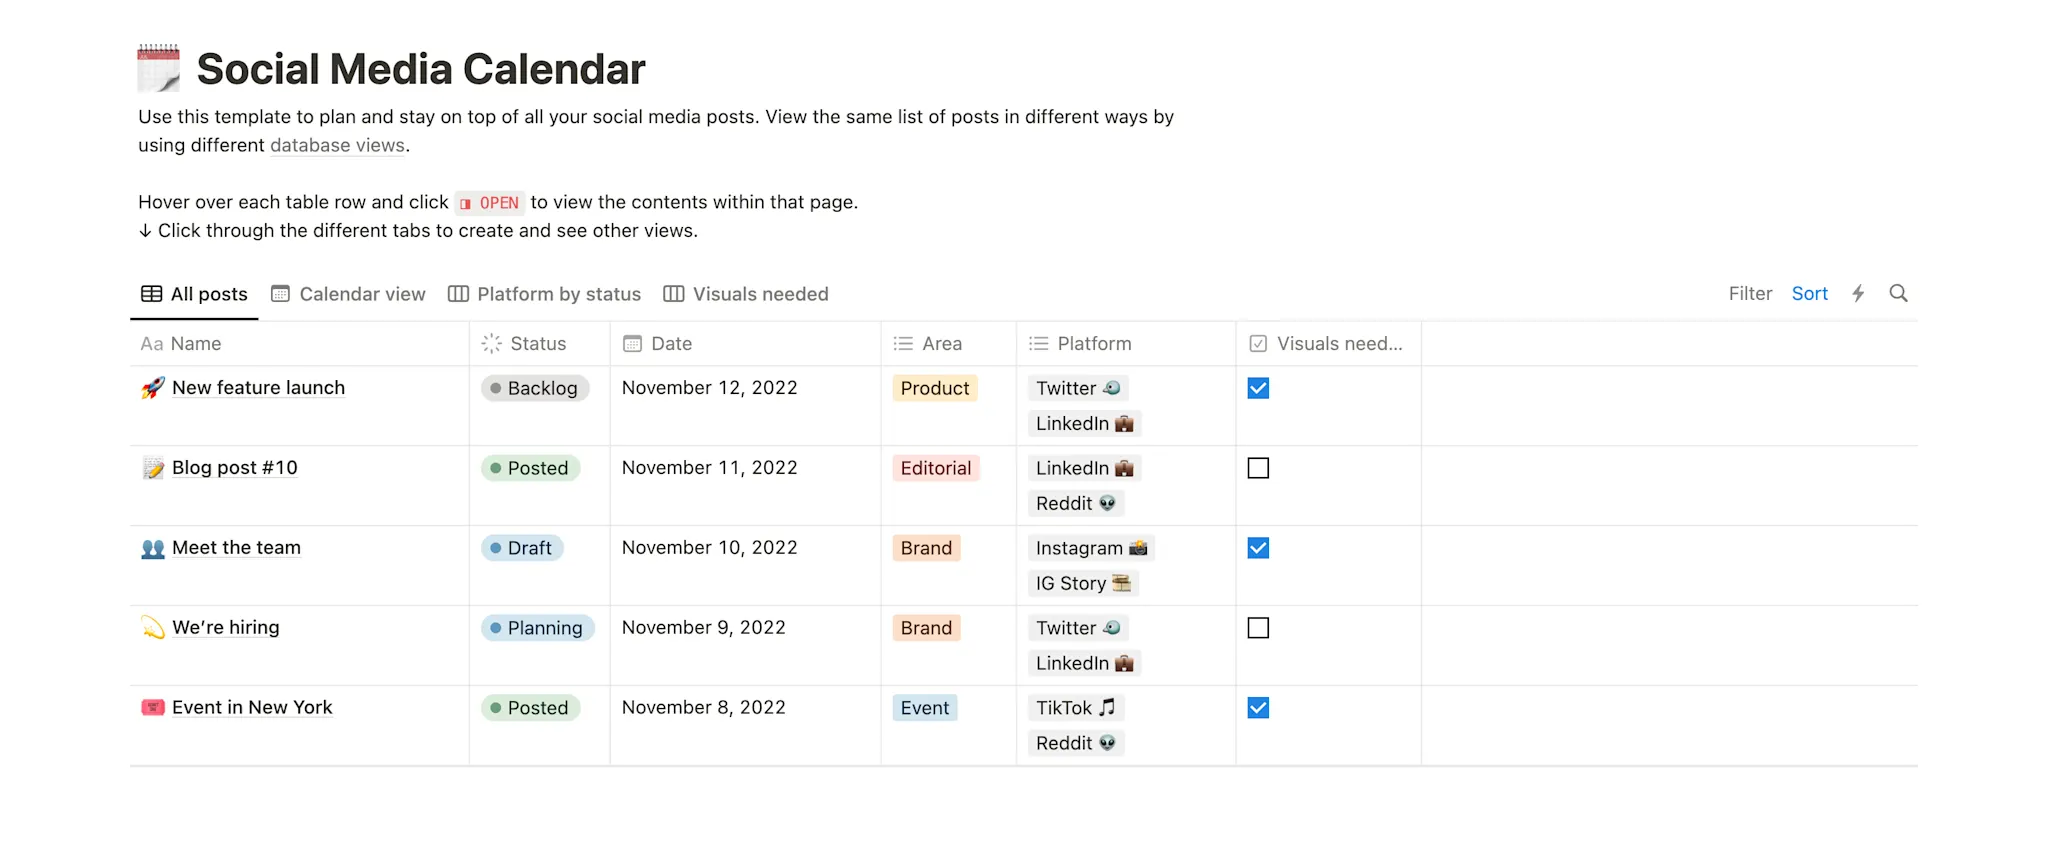 Social Media Calendar
Use this template to plan and stay on top of all your social media posts. View the same list of posts in different ways by
using different database views.
Hover over each table row and click OPEN to view the contents within that page.
↓ Click through the different tabs to create and see other views.
All posts Calendar view Platform by status Visuals needed Filter Sort
Aa Name Status Date Area Platform Visuals need...
New feature launch Backlog November 12, 2022 Product Twitter
LinkedIn
Blog post #10 Posted November 11, 2022 Editorial LinkedIn
Reddit
Meet the team Draft November 10, 2022 Brand Instagram
IG Story
We’re hiring Planning November 9, 2022 Brand Twitter
LinkedIn
Event in New York Posted November 8, 2022 Event TikTok
Reddit